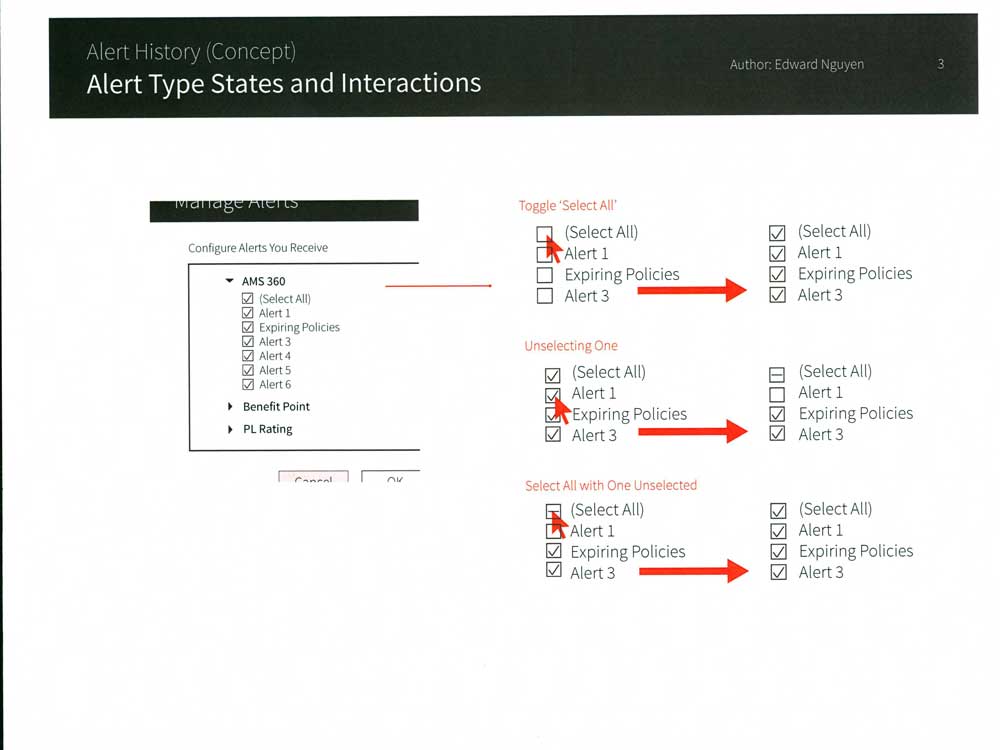 Alert History (Concept)
Alert Type States and Interactions
Author: Edward Nguyen
3
Manage Alerts
Configure Alerts You Receive
AMS 360
(Select All)
Alert 1
Expiring Policies
Alert 3
Alert 4
Alert 5
Alert 6
Benefit Point
PL Rating
Cancel
OK
Toggle ‘Select All’
(Select All)
Alert 1
Expiring Policies
Alert 3
(Select All)
Alert 1
Expiring Policies
Alert 3
Unselecting One
(Select All)
Alert 1
Expiring Policies
Alert 3
(Select All)
Alert 1
Expiring Policies
Alert 3
Select All with One Unselected
(Select All)
Alert 1
Expiring Policies
Alert 3
(Select All)
Alert 1
Expiring Policies
Alert 3